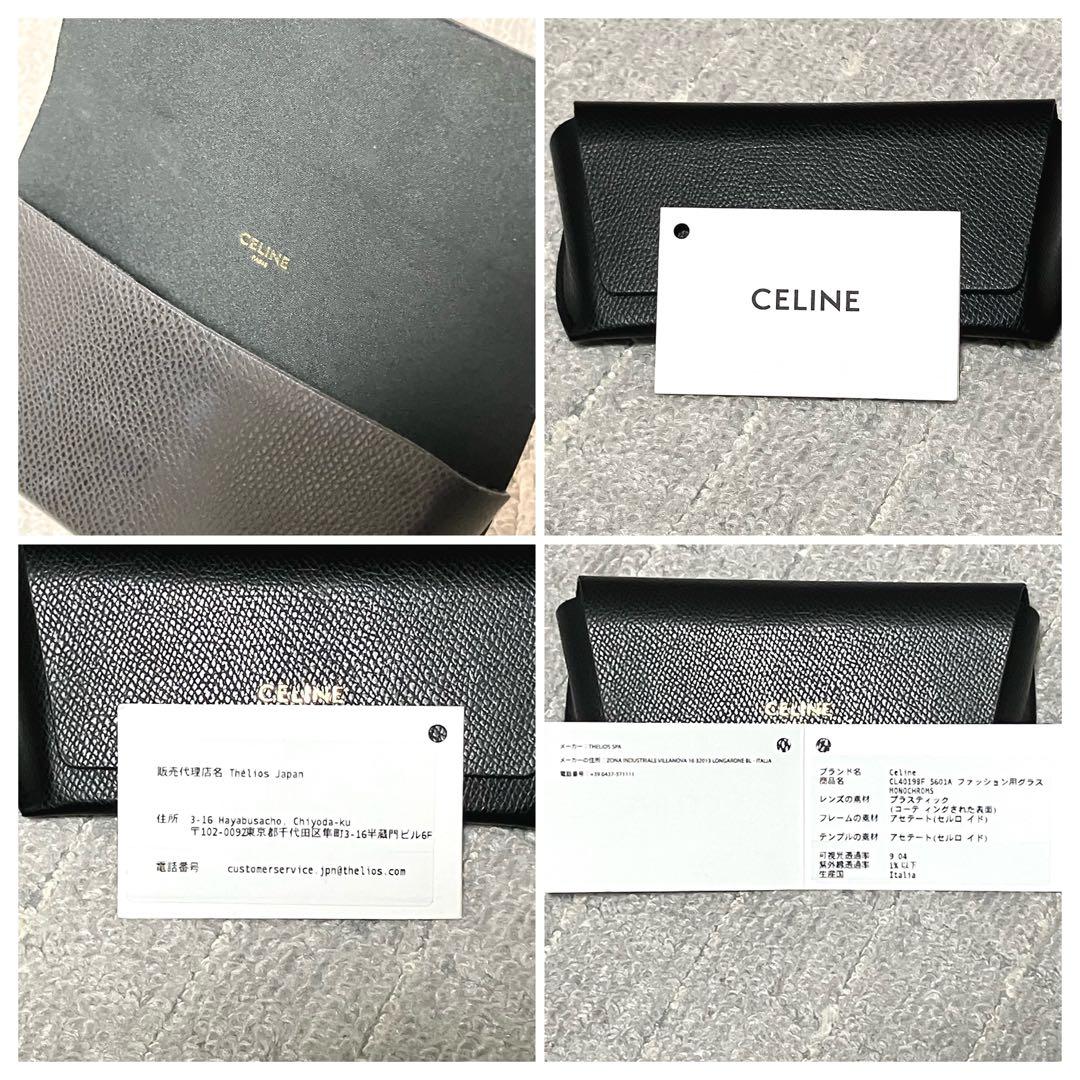 CELINE
PARIS
CELINE
CELINE
販売代理店名 Thélios Japan
住所 3-16 Hayabusacho, Chiyoda-ku
〒102-0092東京都千代田区隼町3-16半蔵門ビル6F
電話番号 customerservice.jpn@thelios.com
CELINE
メーカー : THELIOS SPA
メーカーの住所 : ZONA INDUSTRIALE VILLANOVA 16 32013 LONGARONE BL - ITALIA
電話番号 : +39 0437-571111
ブランド名 Celine
商品名 CL40198F 5601A ファッション用グラス
MONOCHROMS
レンズの素材 プラスティック
(コーティングされた表面)
フレームの素材 アセテート(セルロ イド)
テンプルの素材 アセテート(セルロ イド)
可視光透過率 9.04
紫外線透過率 1% 以下
生産国 Italia